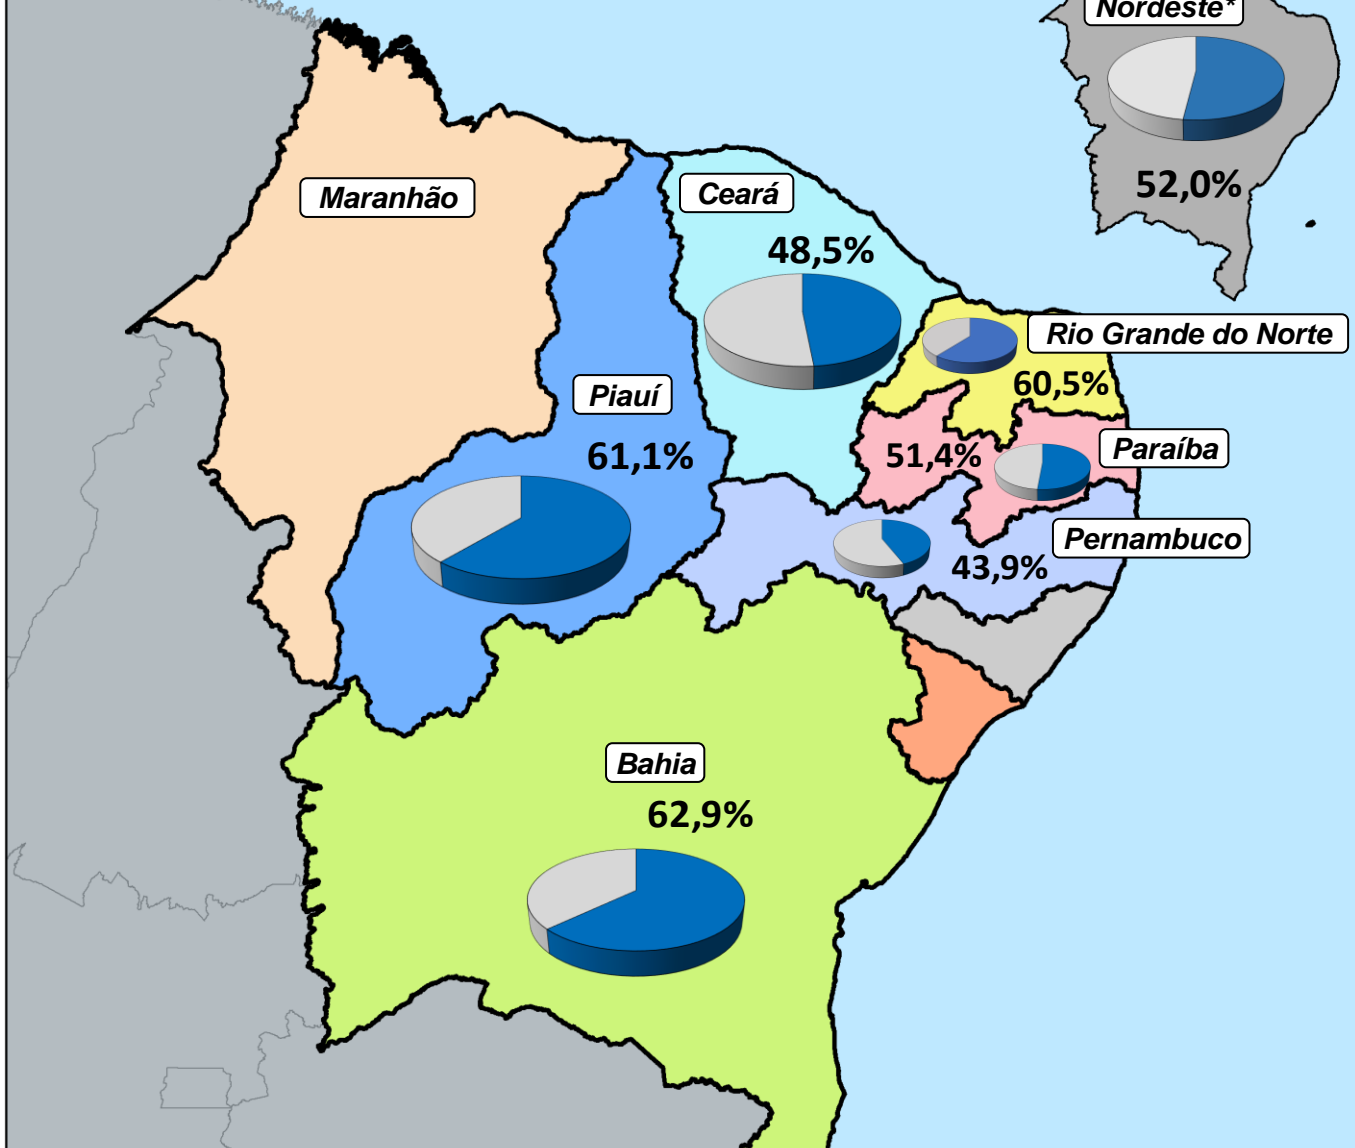 Nordeste*
52,0%
Maranhão
Ceará
48,5%
Rio Grande do Norte
60,5%
Piauí
61,1%
51,4%
Paraíba
Pernambuco
43,9%
Bahia
62,9%